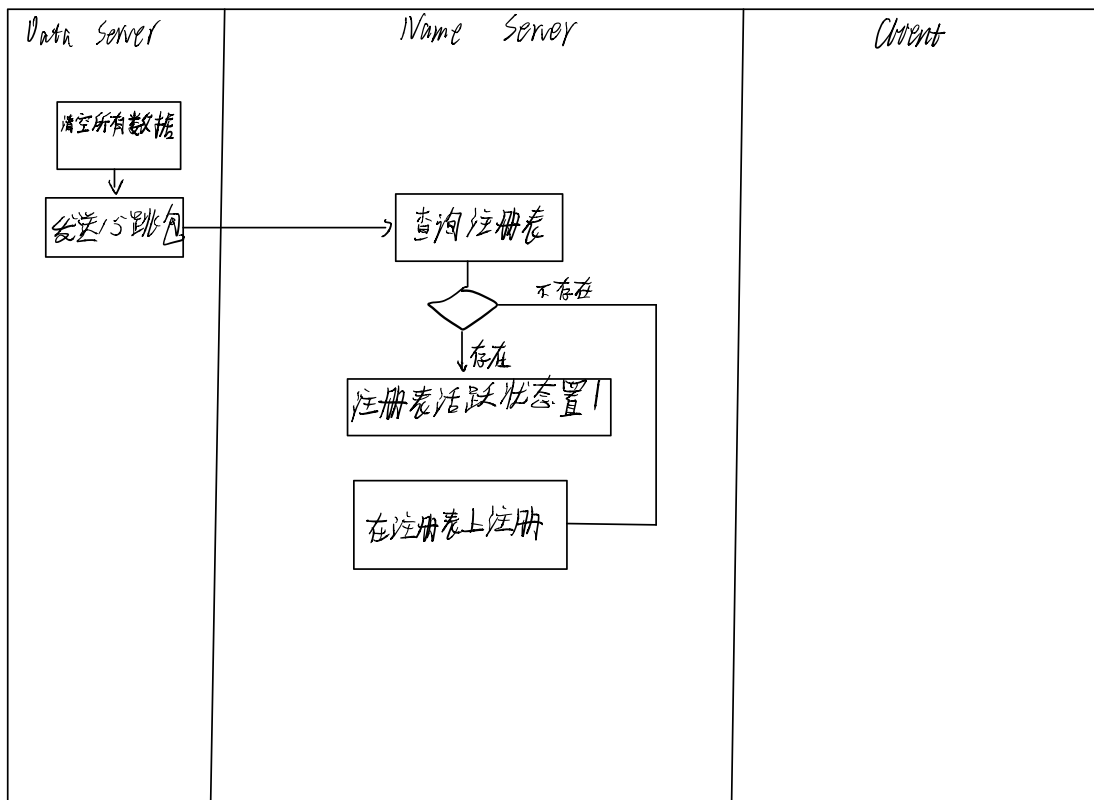 Data Server
Name Server
Client
清空所有数据
发送心跳包
查询注册表
不存在
存在
注册表活跃状态置1
在注册表上注册